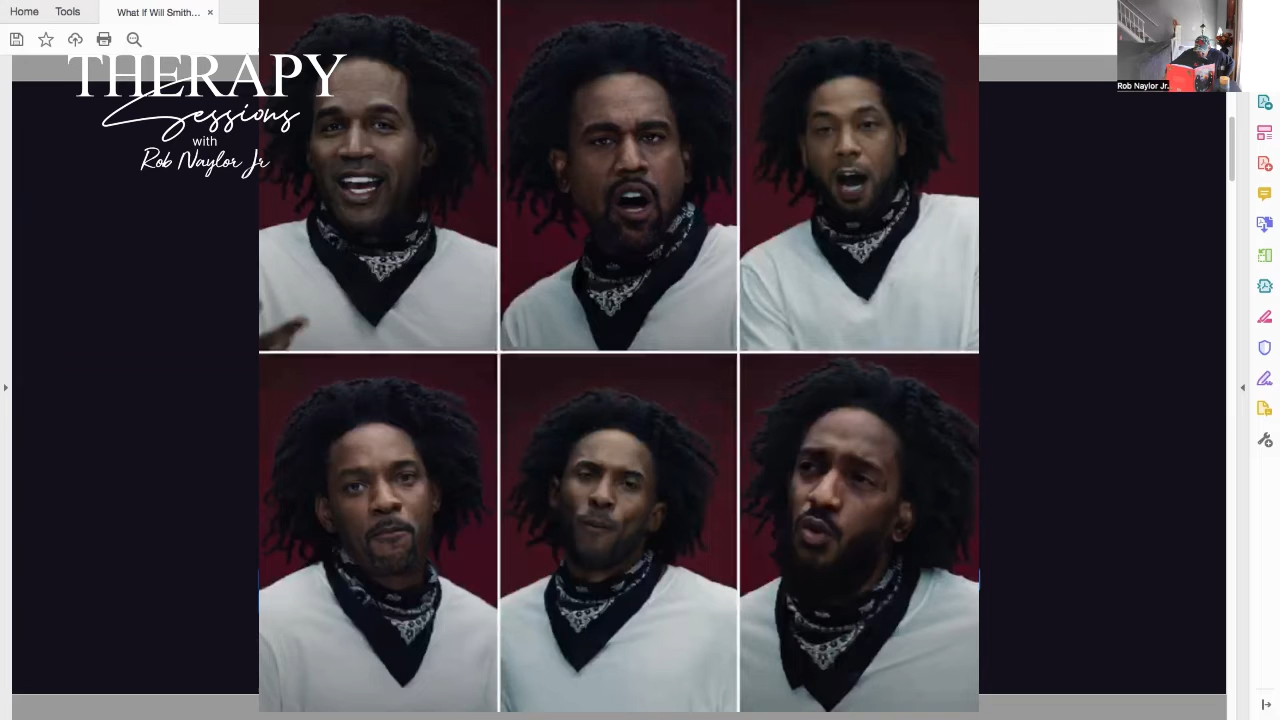 Home Tools What If Will Smith... ×
THERAPY
Sessions
with
Rob Naylor Jr
Rob Naylor Jr.